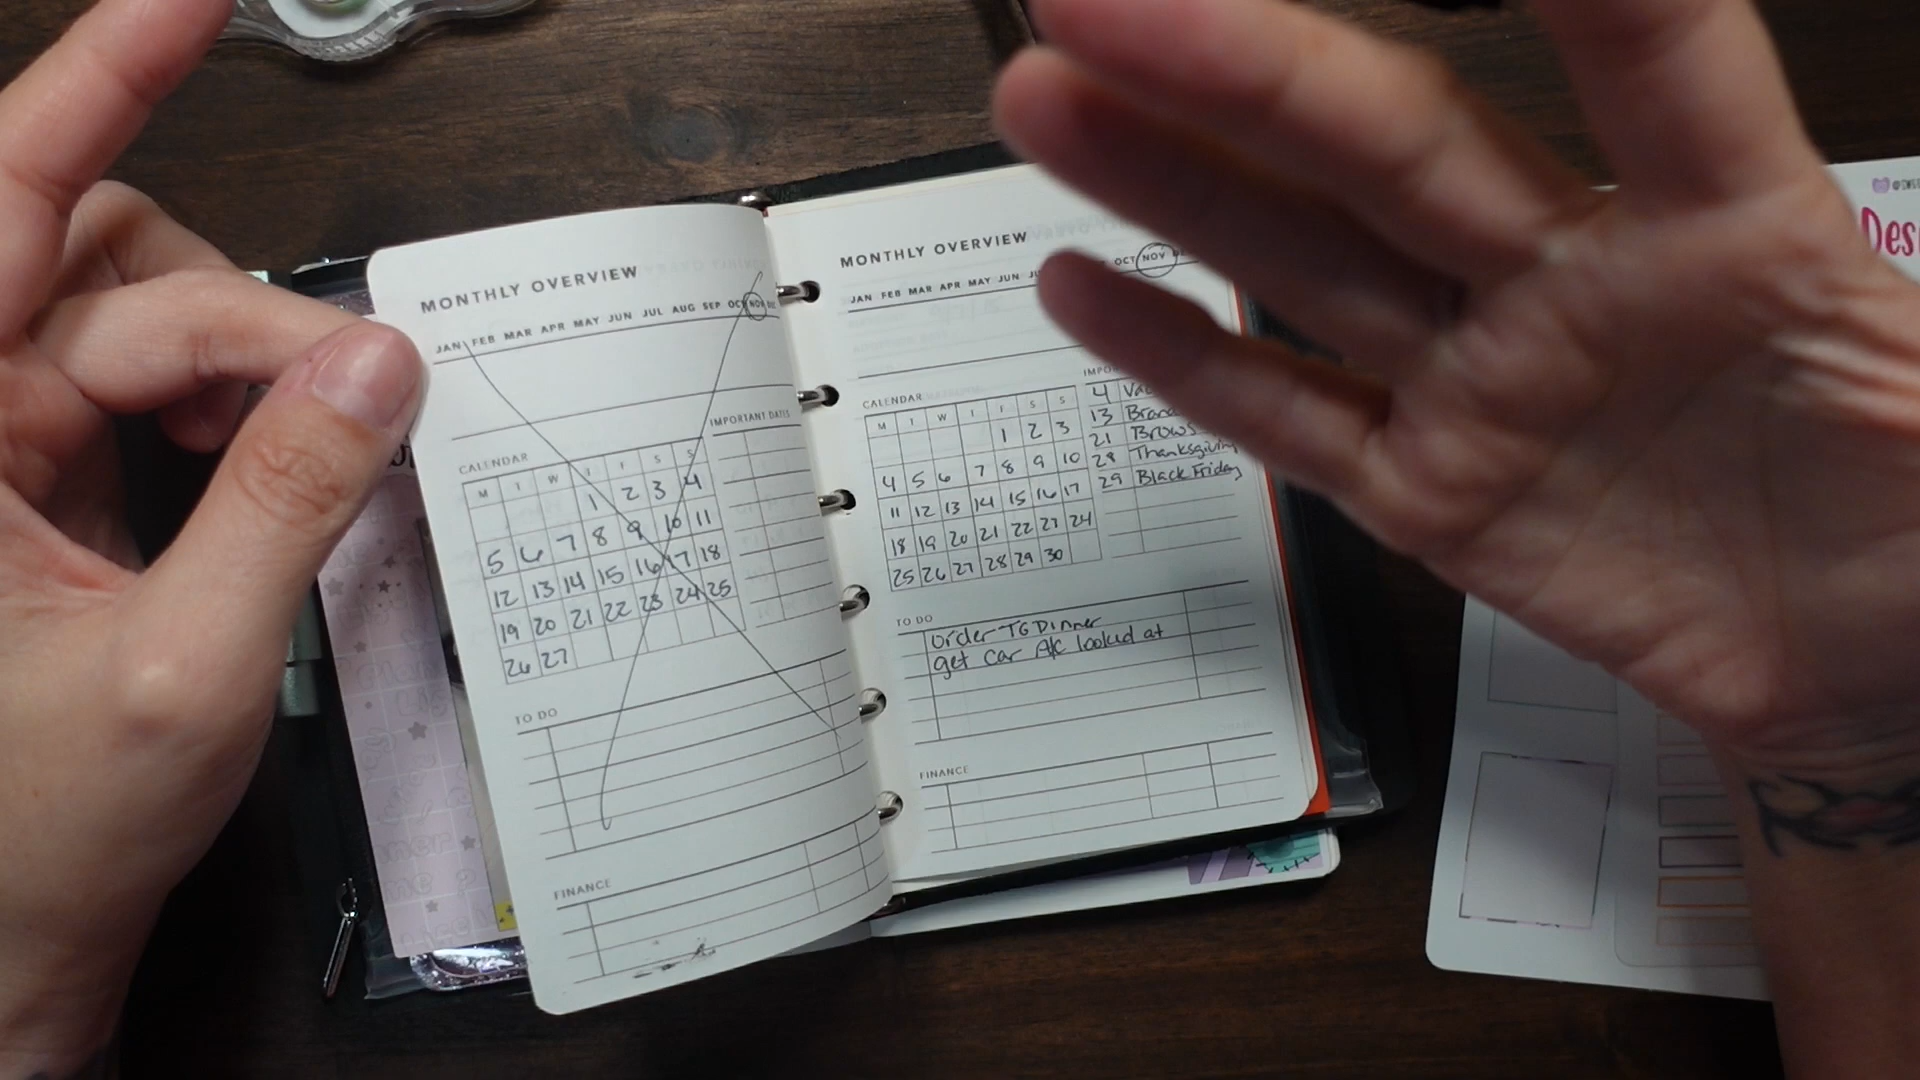 MONTHLY OVERVIEW
JAN FEB MAR APR MAY JUN JUL AUG SEP OCT NOV DEC
CALENDAR
IMPORTANT DATES
M T W T F S S
1 2 3 4
5 6 7 8 9 10 11
12 13 14 15 16 17 18
19 20 21 22 23 24 25
26 27
TO DO
FINANCE
MONTHLY OVERVIEW
JAN FEB MAR APR MAY JUN OCT NOV
CALENDAR
M T W T F S S
1 2 3
4 5 6 7 8 9 10
11 12 13 14 15 16 17
18 19 20 21 22 23 24
25 26 27 28 29 30
4
13
21
28 Thanksgiving
29 Black Friday
TO DO
order TG Dinner
get car A/C looked at
FINANCE